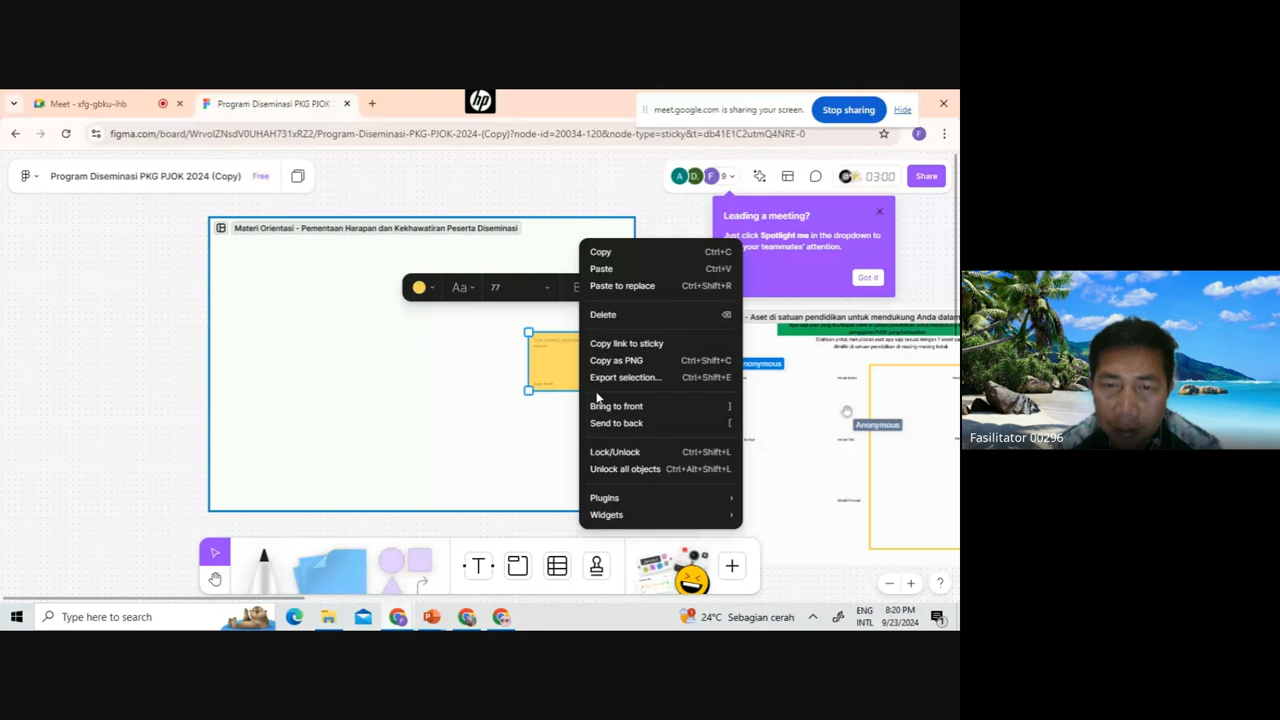 Meet - xfg-gbku-ihb
Program Diseminasi PKG PJOK
hp
meet.google.com is sharing your screen.
Stop sharing
Hide
figma.com/board/WrvoIZNsdV0UHAH731xRZ2/Program-Diseminasi-PKG-PJOK-2024-(Copy)?node-id=20034-120&node-type=sticky&t=db41E1C2utmQ4NRE-0
F
Program Diseminasi PKG PJOK 2024 (Copy)
Free
A
D.
F
9
03:00
Share
Leading a meeting?
Just click Spotlight me in the dropdown to
your teammates' attention.
Got it
Materi Orientasi - Pementaan Harapan dan Kekhawatiran Peserta Diseminasi
Aa
77
Copy Ctrl+C
Paste Ctrl+V
Paste to replace Ctrl+Shift+R
Delete
Copy link to sticky
Copy as PNG Ctrl+Shift+C
Export selection... Ctrl+Shift+E
Bring to front ]
Send to back [
Lock/Unlock Ctrl+Shift+L
Unlock all objects Ctrl+Alt+Shift+L
Plugins
Widgets
- Aset di satuan pendidikan untuk mendukung Anda dalam
nonymous
Anonymous
Fasilitator 00296
T
Type here to search
24°C Sebagian cerah
ENG
INTL
8:20 PM
9/23/2024
1